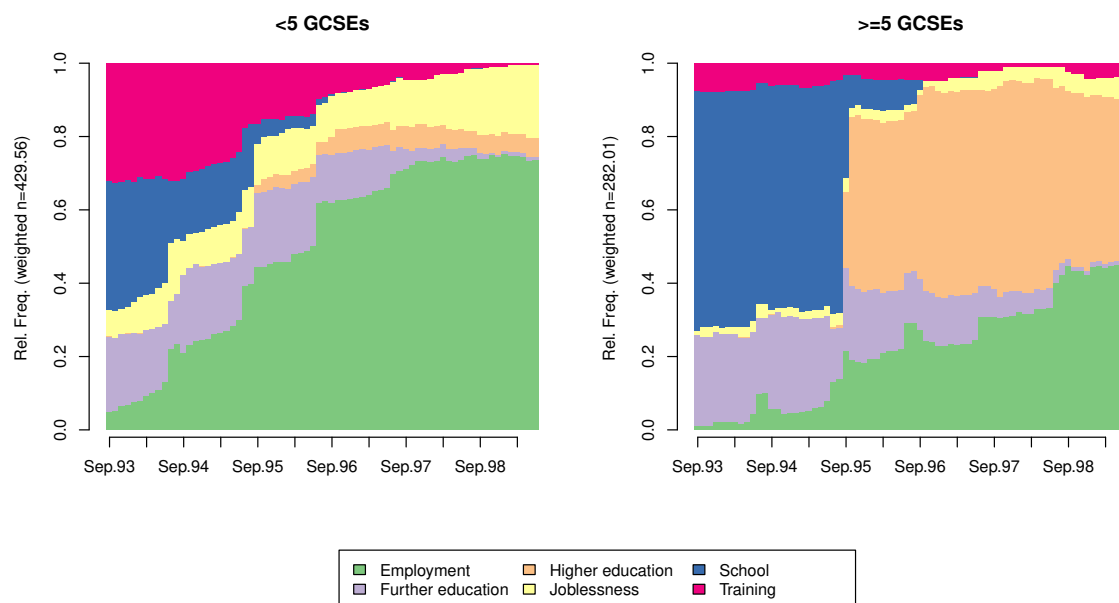 <5 GCSEs
Rel. Freq. (weighted n=429.56)
1.0
0.8
0.6
0.4
0.2
0.0
Sep.93 Sep.94 Sep.95 Sep.96 Sep.97 Sep.98
>=5 GCSEs
Rel. Freq. (weighted n=282.01)
1.0
0.8
0.6
0.4
0.2
0.0
Sep.93 Sep.94 Sep.95 Sep.96 Sep.97 Sep.98
Employment Higher education School
Further education Joblessness Training